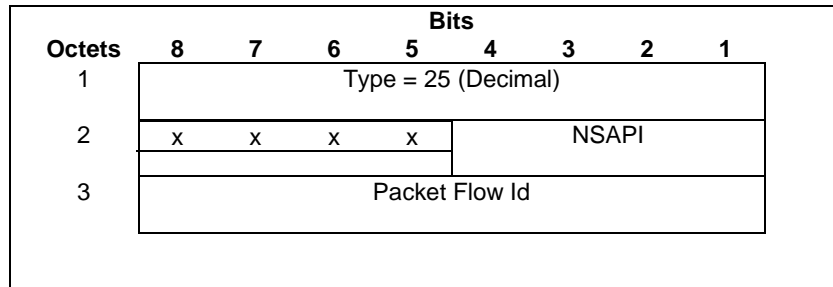 Bits
Octets 8 7 6 5 4 3 2 1
1 Type = 25 (Decimal)
2 x x x x NSAPI
3 Packet Flow Id